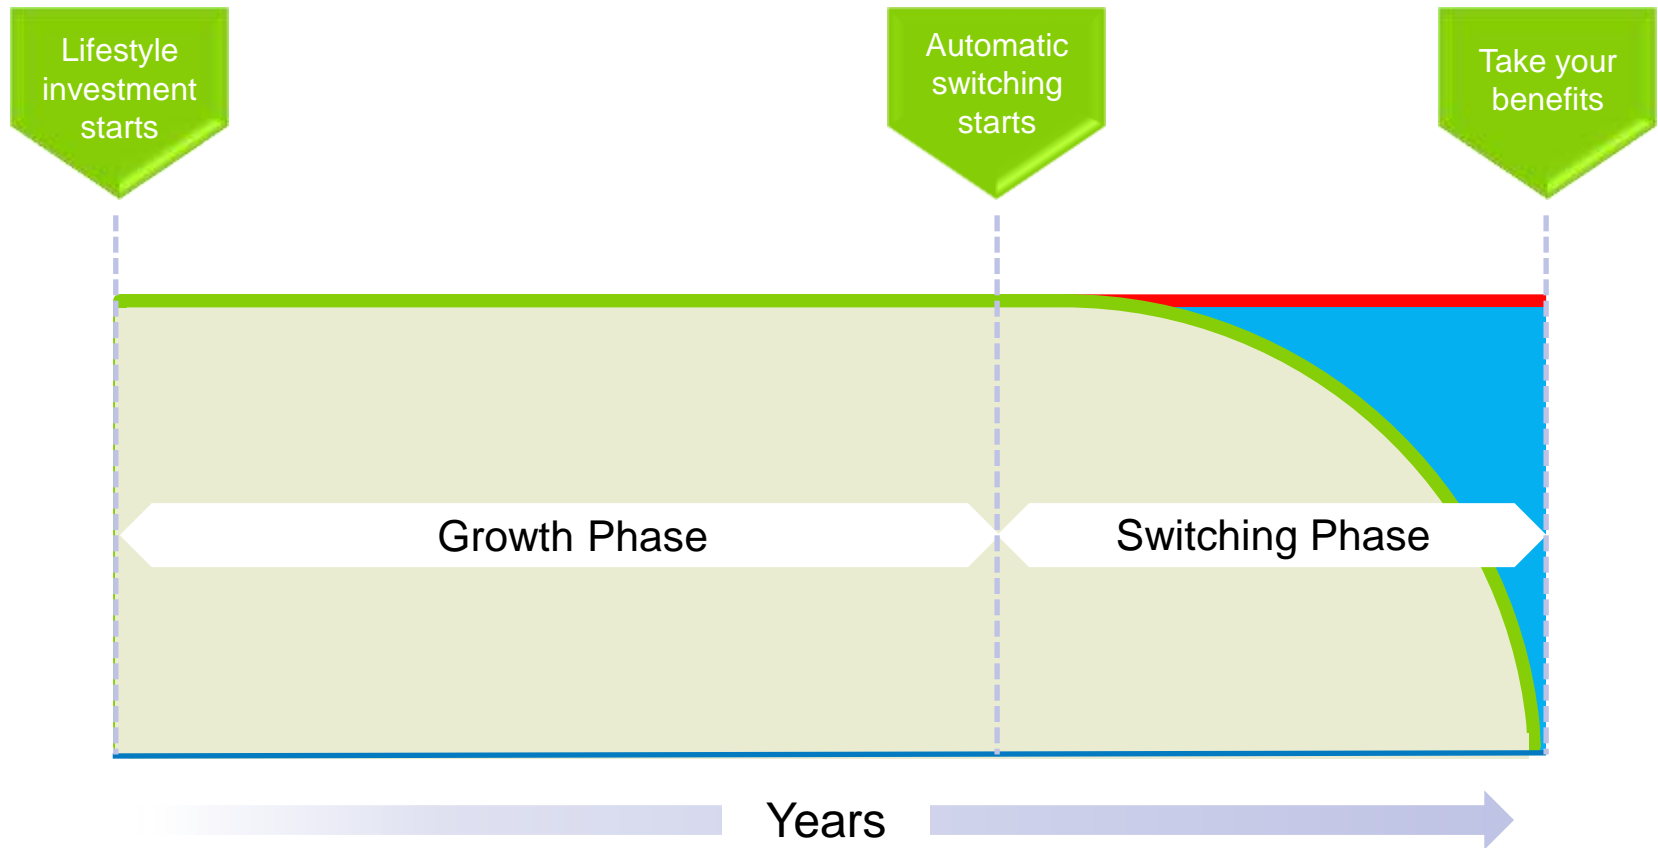 Lifestyle
investment
starts
Automatic
switching
starts
Take your
benefits
Growth Phase
Switching Phase
Years